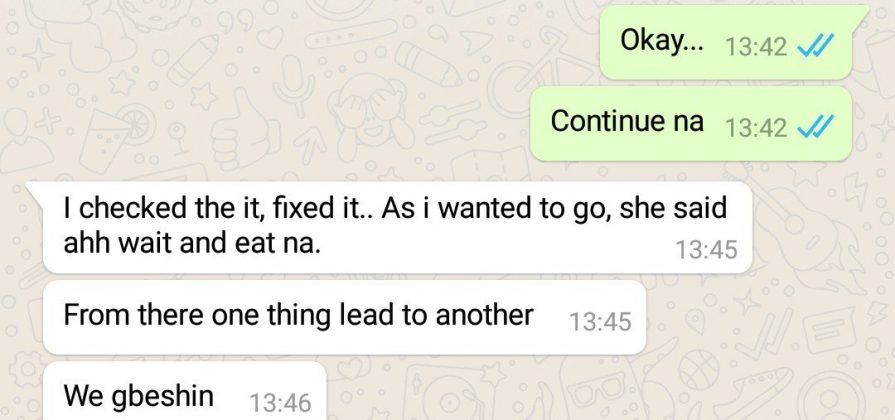 Okay... 13:42
Continue na 13:42
I checked the it, fixed it.. As i wanted to go, she said
ahh wait and eat na. 13:45
From there one thing lead to another 13:45
We gbeshin 13:46